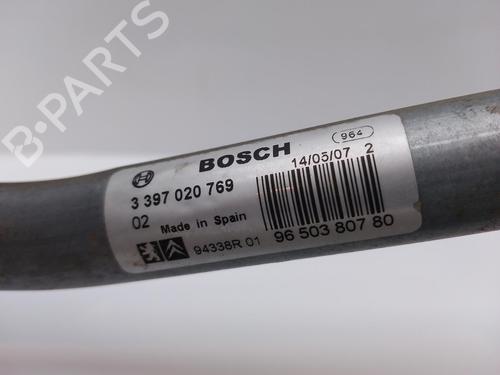 B-PARTS
964
BOSCH
14/05/07 2
3 397 020 769
02 Made in Spain
94338R 01
96 503 807 80